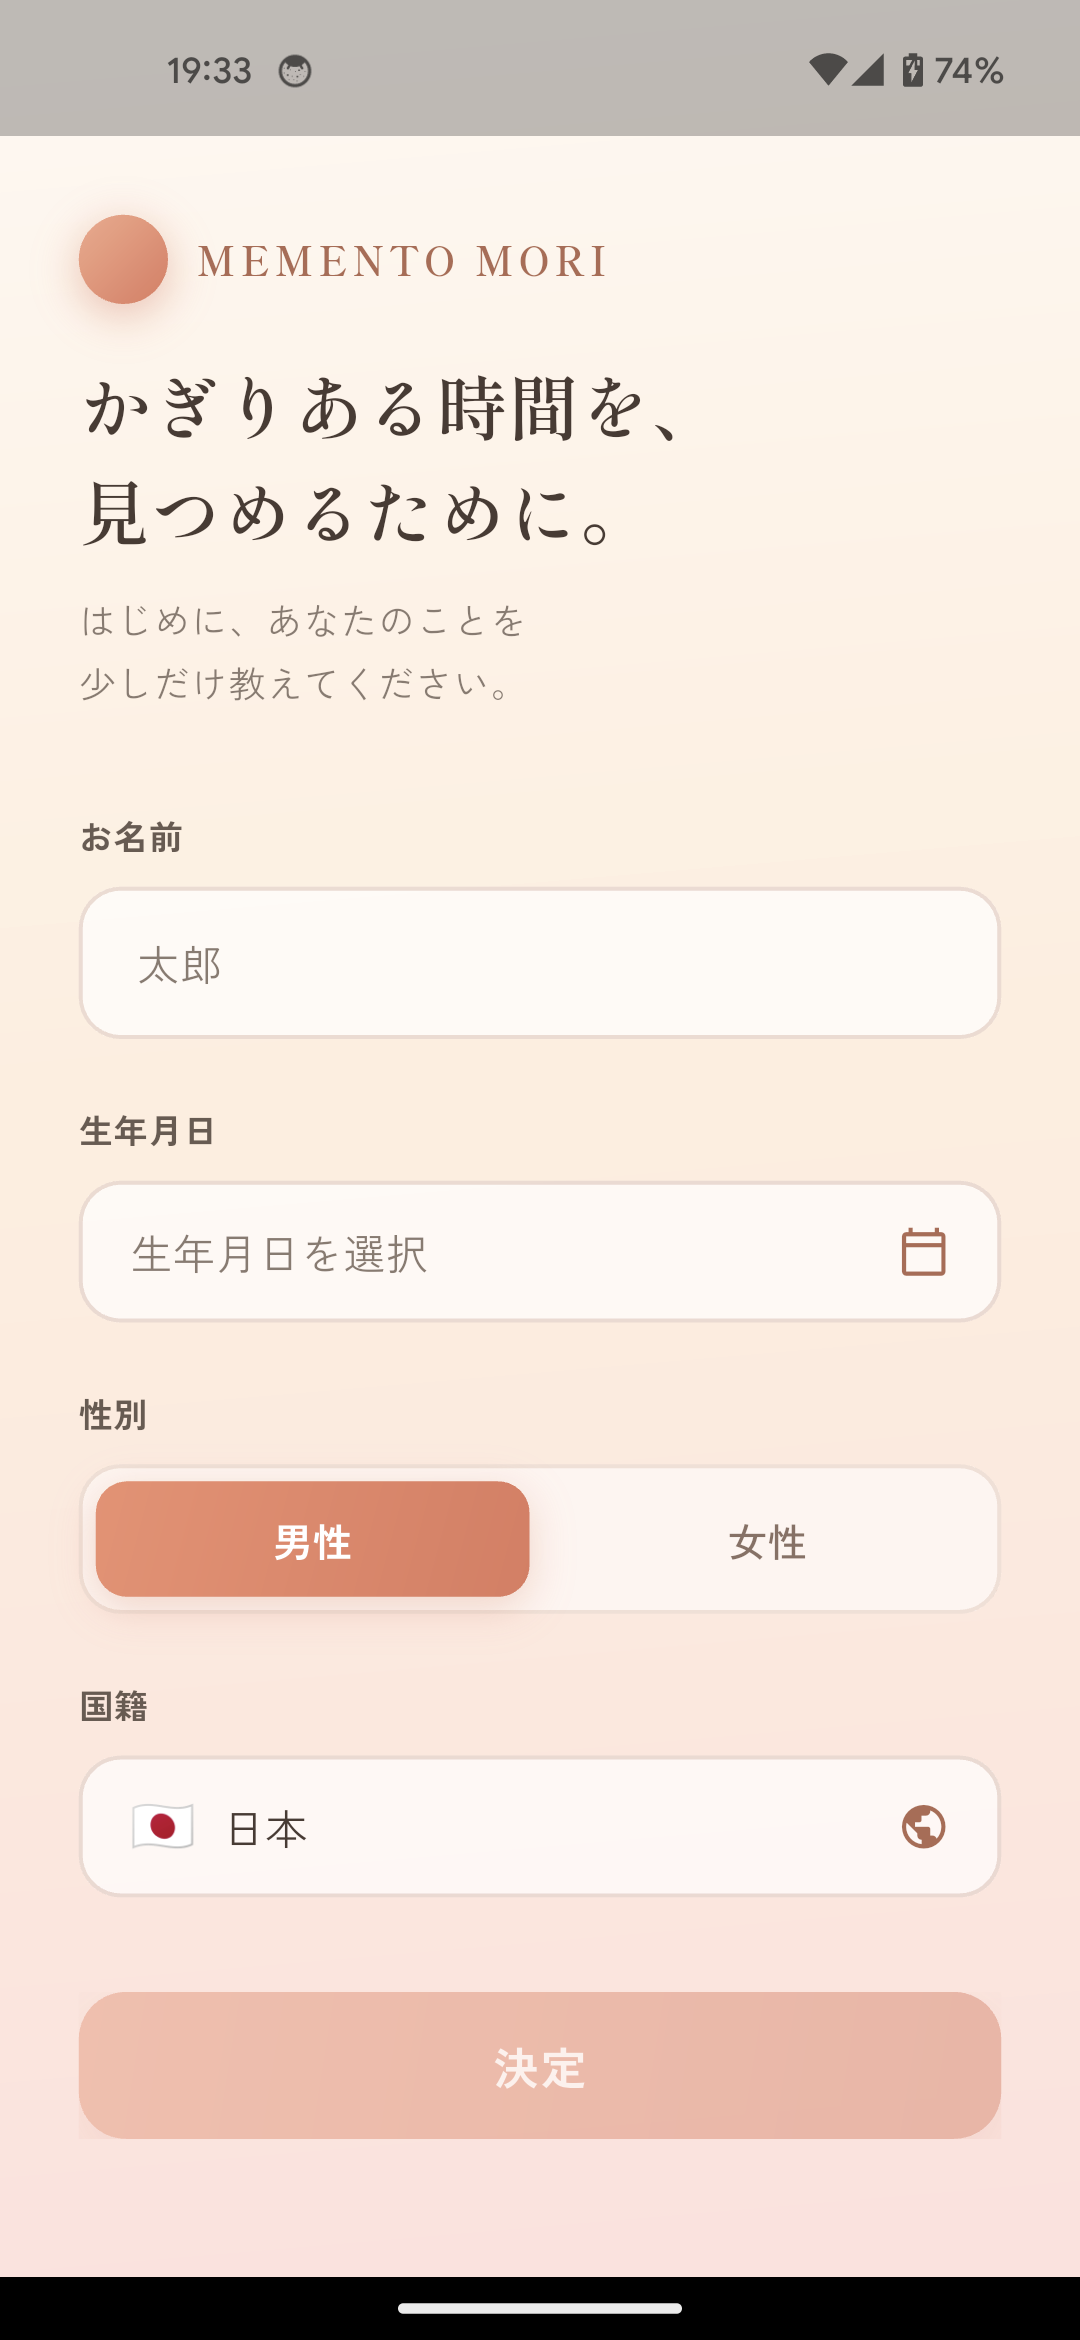 19:33
74%
MEMENTO MORI
かぎりある時間を、
見つめるために。
はじめに、あなたのことを
少しだけ教えてください。
お名前
太郎
生年月日
生年月日を選択
性別
男性 女性
国籍
日本
決定